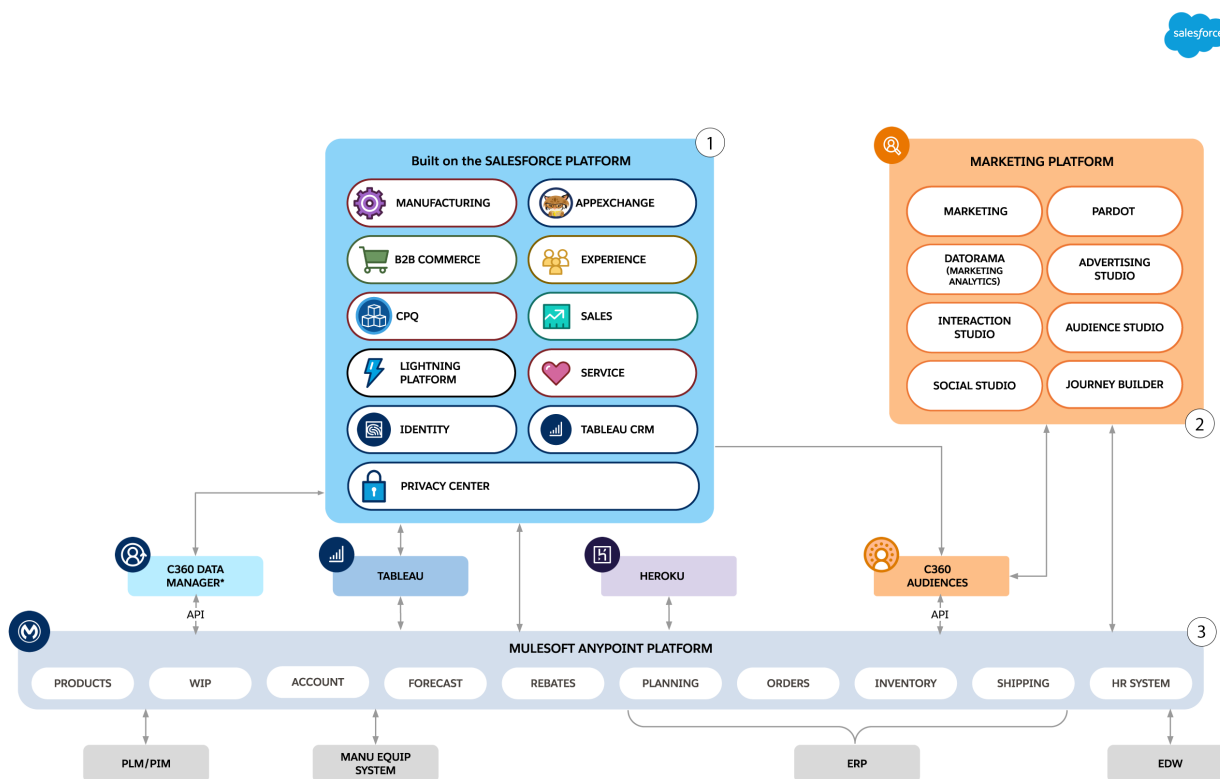 salesforce
1
Built on the SALESFORCE PLATFORM
MANUFACTURING
APPEXCHANGE
B2B COMMERCE
EXPERIENCE
CPQ
SALES
LIGHTNING
PLATFORM
SERVICE
IDENTITY
TABLEAU CRM
PRIVACY CENTER
MARKETING PLATFORM
MARKETING
PARDOT
DATORAMA
(MARKETING
ANALYTICS)
ADVERTISING
STUDIO
INTERACTION
STUDIO
AUDIENCE STUDIO
SOCIAL STUDIO
JOURNEY BUILDER
2
C360 DATA
MANAGER*
TABLEAU
HEROKU
C360
AUDIENCES
API
API
3
MULESOFT ANYPOINT PLATFORM
PRODUCTS
WIP
ACCOUNT
FORECAST
REBATES
PLANNING
ORDERS
INVENTORY
SHIPPING
HR SYSTEM
PLM/PIM
MANU EQUIP
SYSTEM
ERP
EDW